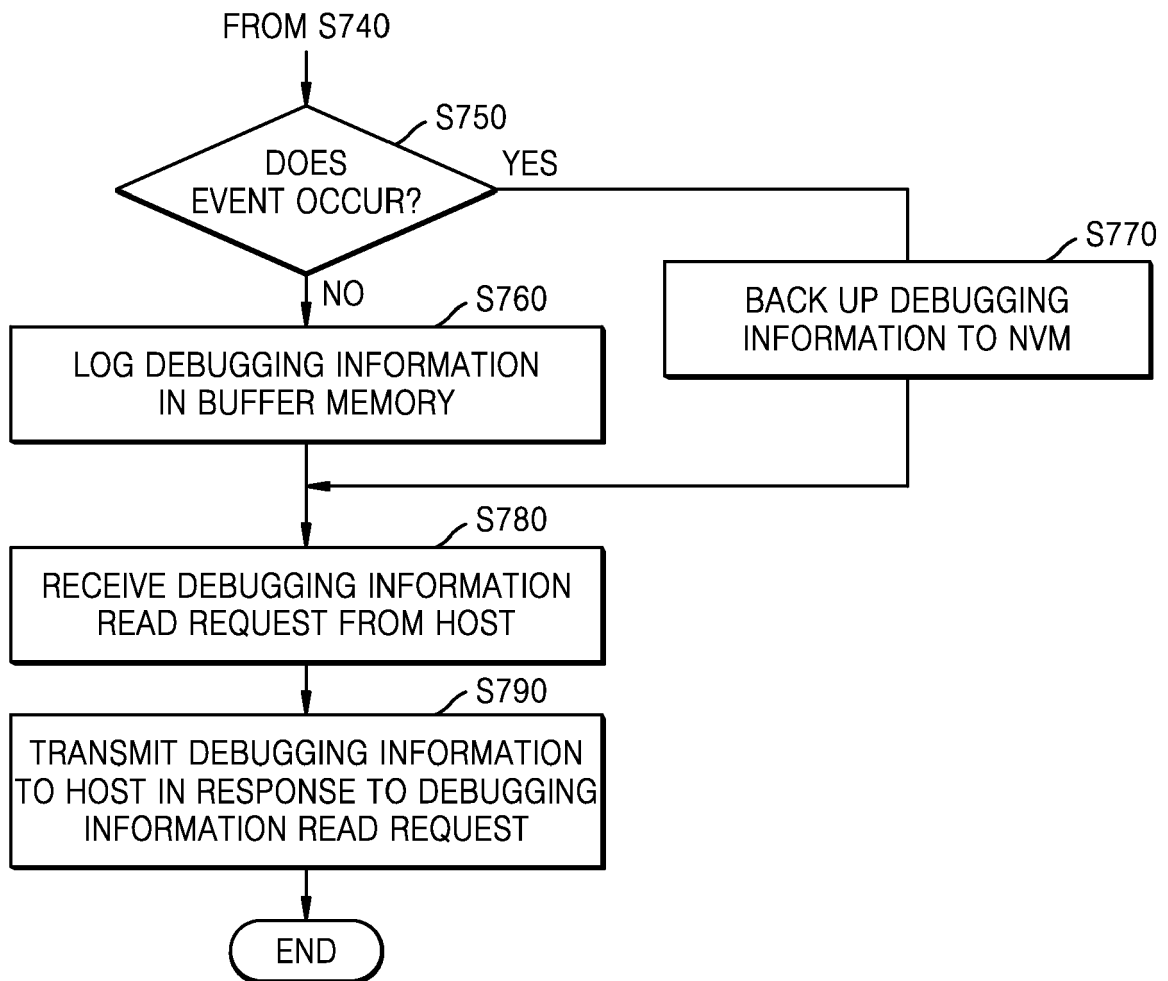 FROM S740
S750
DOES
EVENT OCCUR?
YES
NO
S770
BACK UP DEBUGGING
INFORMATION TO NVM
S760
LOG DEBUGGING INFORMATION
IN BUFFER MEMORY
S780
RECEIVE DEBUGGING INFORMATION
READ REQUEST FROM HOST
S790
TRANSMIT DEBUGGING INFORMATION
TO HOST IN RESPONSE TO DEBUGGING
INFORMATION READ REQUEST
END